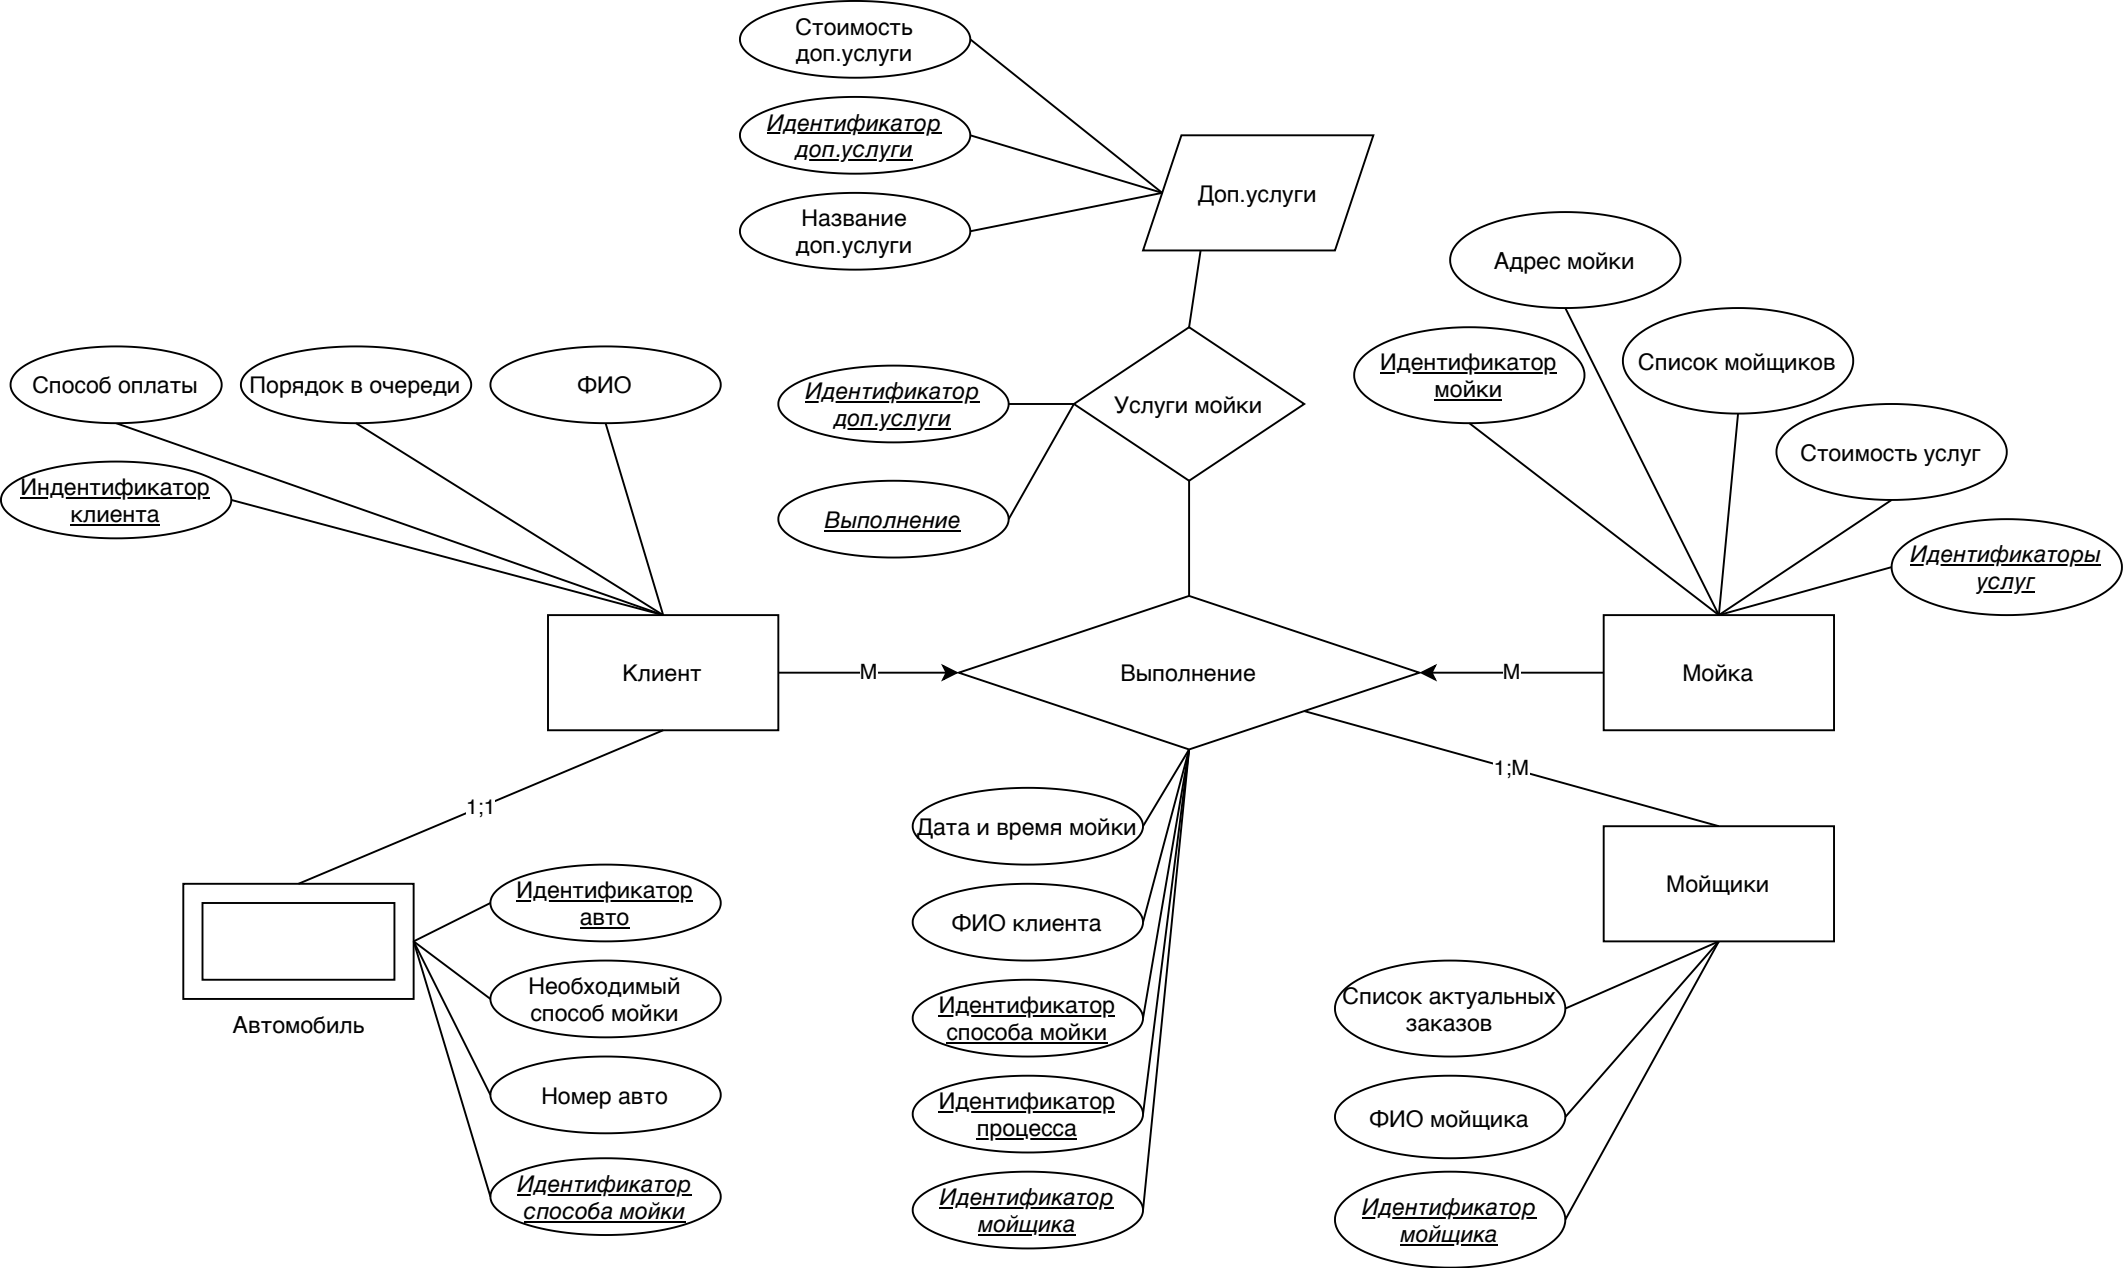 Стоимость
доп.услуги
Идентификатор
доп.услуги
Название
доп.услуги
Доп.услуги
Адрес мойки
Идентификатор
мойки
Список мойщиков
Стоимость услуг
Идентификаторы
услуг
Способ оплаты
Порядок в очереди
ФИО
Индентификатор
клиента
Идентификатор
доп.услуги
Услуги мойки
Выполнение
Клиент
М
Выполнение
М
Мойка
1;1
1;М
Автомобиль
Идентификатор
авто
Необходимый
способ мойки
Номер авто
Идентификатор
способа мойки
Дата и время мойки
ФИО клиента
Идентификатор
способа мойки
Идентификатор
процесса
Идентификатор
мойщика
Мойщики
Список актуальных
заказов
ФИО мойщика
Идентификатор
мойщика